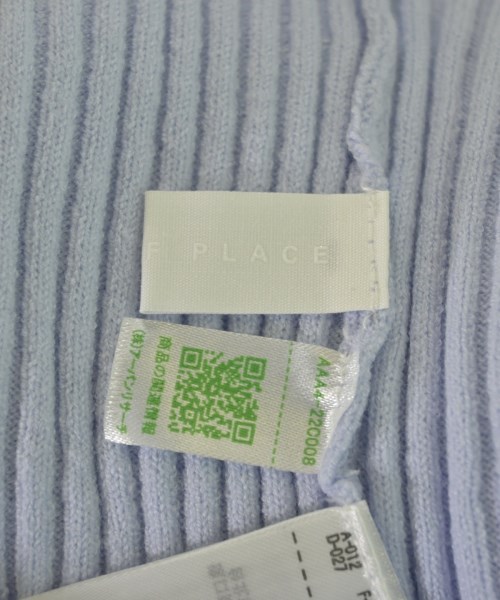 F PLACE
AAA4-22C008
商品の関連情報
(株)アーバンリサーチ
A-012
D-027
F-